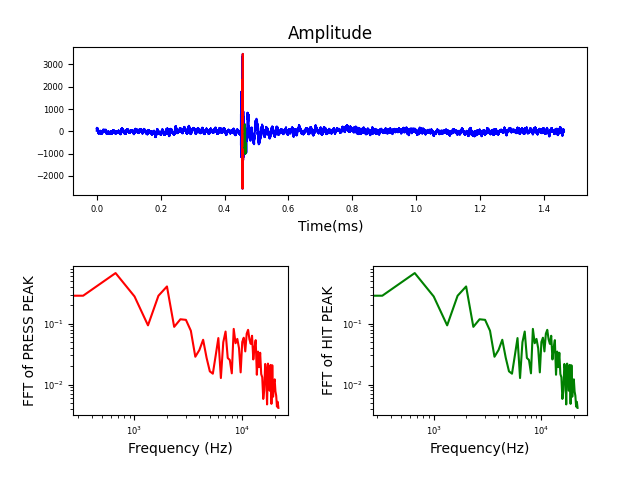 Amplitude
3000
2000
1000
0
−1000
−2000
0.0 0.2 0.4 0.6 0.8 1.0 1.2 1.4
Time(ms)
FFT of PRESS PEAK
10⁻¹
10⁻²
10³ 10⁴
Frequency (Hz)
FFT of HIT PEAK
10⁻¹
10⁻²
10³ 10⁴
Frequency(Hz)